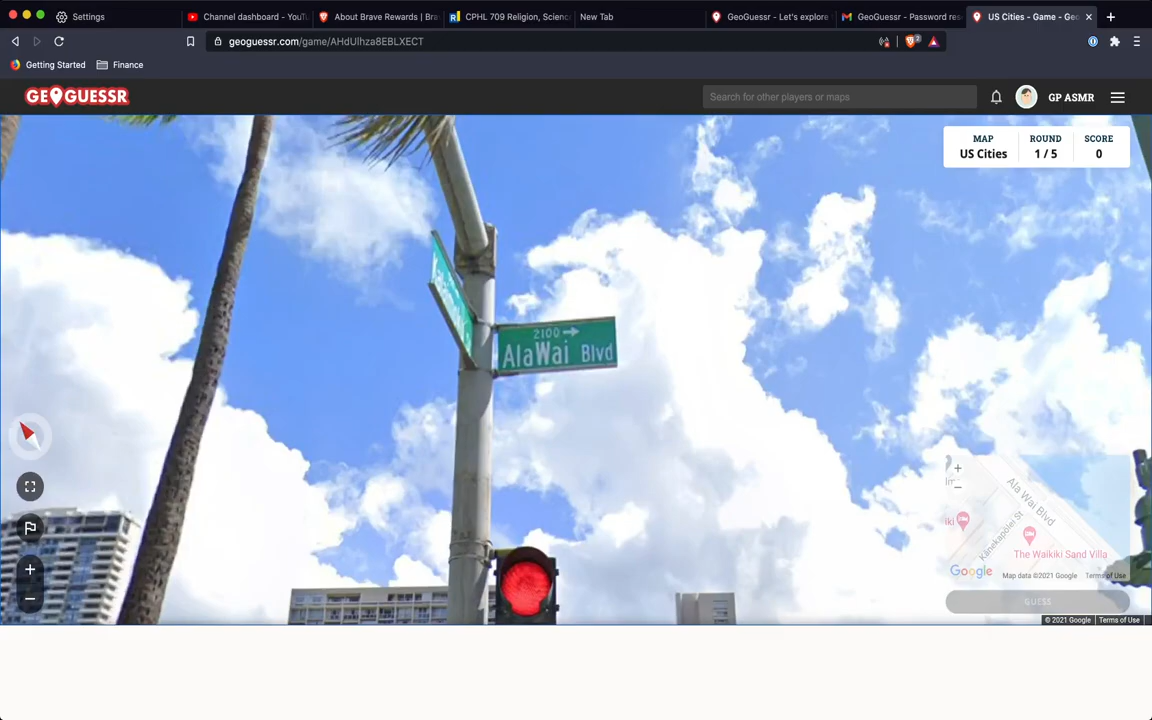 Settings
Channel dashboard - YouTu
About Brave Rewards | Bra
CPHL 709 Religion, Scienc
New Tab
GeoGuessr - Let's explore
GeoGuessr - Password res
US Cities - Game - Geo
geoguessr.com/game/AHdUlhza8EBLXECT
2
Getting Started
Finance
GEOGUESSR
Search for other players or maps
GP ASMR
MAP
ROUND
SCORE
US Cities
1 / 5
0
2100
AlaWai Blvd
+
−
Ala Wai Blvd
Kānekapōlei St
The Waikiki Sand Villa
Google
Map data ©2021 Google
Terms of Use
GUESS
+
−
© 2021 Google
Terms of Use